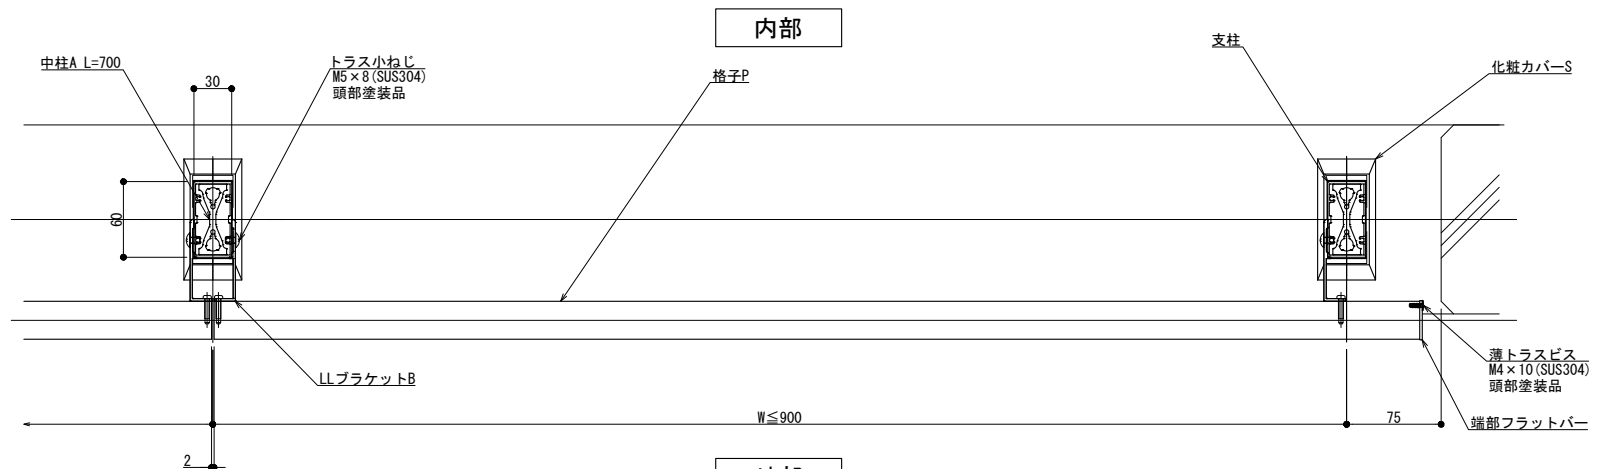 内部
支柱
中柱A L=700
トラス小ねじ
M5×8(SUS304)
頭部塗装品
化粧カバーS
格子P
30
60
薄トラスビス
M4×10(SUS304)
頭部塗装品
LLブラケットB
W≦900
75
端部フラットバー
2